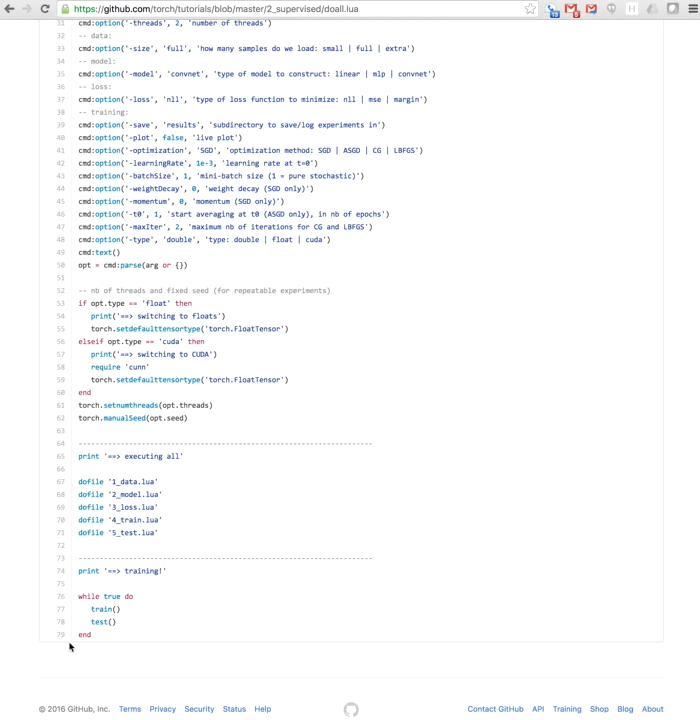 https://github.com/torch/tutorials/blob/master/2_supervised/doall.lua
31 cmd:option('-threads', 2, 'number of threads')
32 -- data:
33 cmd:option('-size', 'full', 'how many samples do we load: small | full | extra')
34 -- model:
35 cmd:option('-model', 'convnet', 'type of model to construct: linear | mlp | convnet')
36 -- loss:
37 cmd:option('-loss', 'nll', 'type of loss function to minimize: nll | mse | margin')
38 -- training:
39 cmd:option('-save', 'results', 'subdirectory to save/log experiments in')
40 cmd:option('-plot', false, 'live plot')
41 cmd:option('-optimization', 'SGD', 'optimization method: SGD | ASGD | CG | LBFGS')
42 cmd:option('-learningRate', 1e-3, 'learning rate at t=0')
43 cmd:option('-batchSize', 1, 'mini-batch size (1 = pure stochastic)')
44 cmd:option('-weightDecay', 0, 'weight decay (SGD only)')
45 cmd:option('-momentum', 0, 'momentum (SGD only)')
46 cmd:option('-t0', 1, 'start averaging at t0 (ASGD only), in nb of epochs')
47 cmd:option('-maxIter', 2, 'maximum nb of iterations for CG and LBFGS')
48 cmd:option('-type', 'double', 'type: double | float | cuda')
49 cmd:text()
50 opt = cmd:parse(arg or {})
51
52 -- nb of threads and fixed seed (for repeatable experiments)
53 if opt.type == 'float' then
54 print('==> switching to floats')
55 torch.setdefaulttensortype('torch.FloatTensor')
56 elseif opt.type == 'cuda' then
57 print('==> switching to CUDA')
58 require 'cunn'
59 torch.setdefaulttensortype('torch.FloatTensor')
60 end
61 torch.setnumthreads(opt.threads)
62 torch.manualSeed(opt.seed)
63
64 ----------------------------------------------------------------------
65 print '==> executing all'
66
67 dofile '1_data.lua'
68 dofile '2_model.lua'
69 dofile '3_loss.lua'
70 dofile '4_train.lua'
71 dofile '5_test.lua'
72
73 ----------------------------------------------------------------------
74 print '==> training!'
75
76 while true do
77 train()
78 test()
79 end
© 2016 GitHub, Inc. Terms Privacy Security Status Help Contact GitHub API Training Shop Blog About